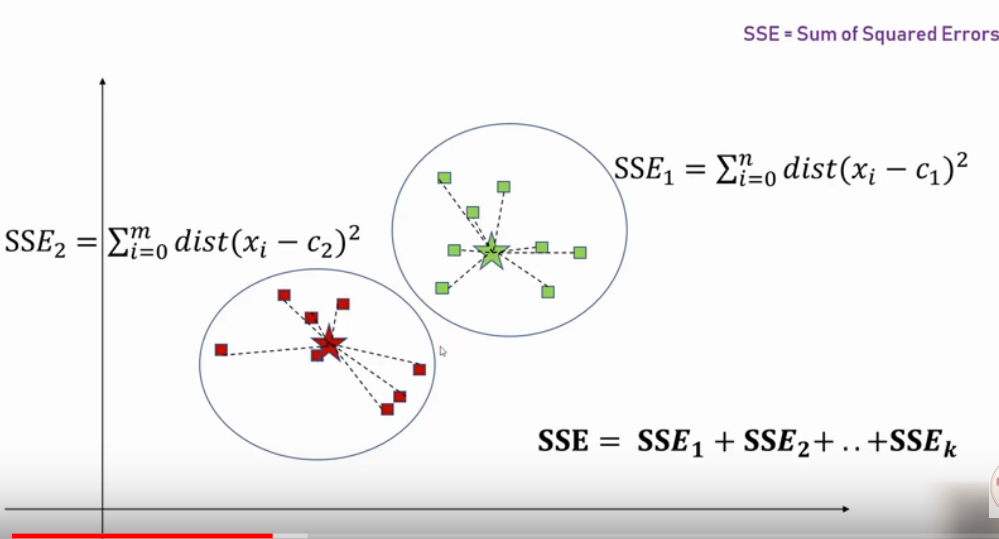 SSE = Sum of Squared Errors
SSE₁ = ∑ⁿᵢ₌₀ dist(xᵢ − c₁)²
SSE₂ = ∑ᵐᵢ₌₀ dist(xᵢ − c₂)²
SSE = SSE₁ + SSE₂+ . . +SSEₖ